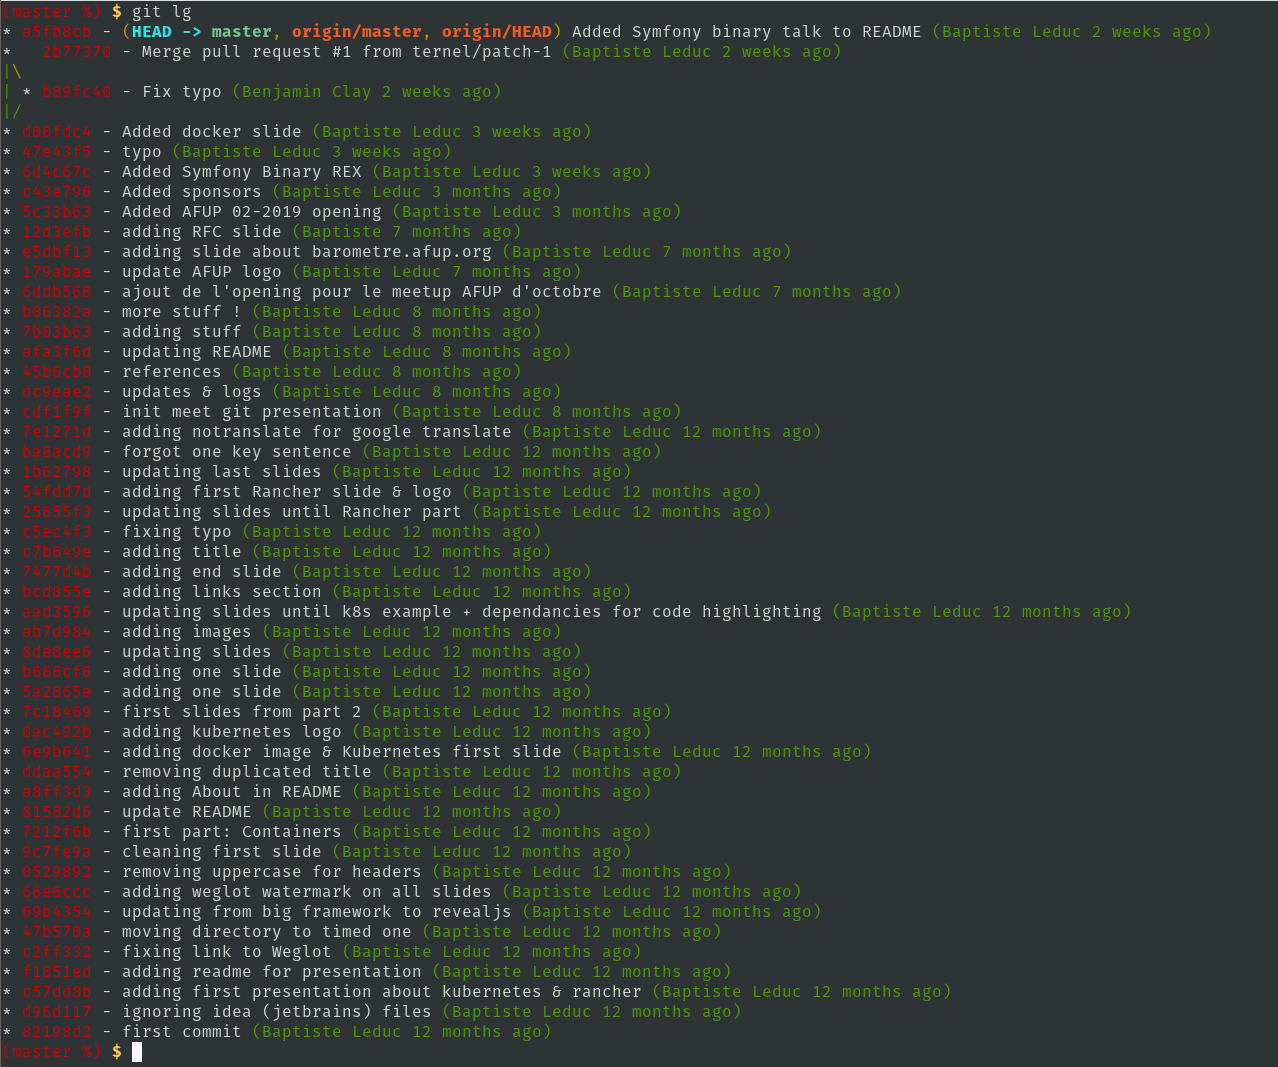 (master %) $ git lg
* a5fb8cb - (HEAD -> master, origin/master, origin/HEAD) Added Symfony binary talk to README (Baptiste Leduc 2 weeks ago)
*   2b77370 - Merge pull request #1 from ternel/patch-1 (Baptiste Leduc 2 weeks ago)
|\
| * b89fc40 - Fix typo (Benjamin Clay 2 weeks ago)
|/
* d00fdc4 - Added docker slide (Baptiste Leduc 3 weeks ago)
* 47e43f5 - typo (Baptiste Leduc 3 weeks ago)
* 6d4c67c - Added Symfony Binary REX (Baptiste Leduc 3 weeks ago)
* c43e796 - Added sponsors (Baptiste Leduc 3 months ago)
* 5c33b63 - Added AFUP 02-2019 opening (Baptiste Leduc 3 months ago)
* 12d3efb - adding RFC slide (Baptiste 7 months ago)
* e5dbf13 - adding slide about barometre.afup.org (Baptiste Leduc 7 months ago)
* 179abae - update AFUP logo (Baptiste Leduc 7 months ago)
* 6ddb568 - ajout de l'opening pour le meetup AFUP d'octobre (Baptiste Leduc 7 months ago)
* b06382a - more stuff ! (Baptiste Leduc 8 months ago)
* 7b03b63 - adding stuff (Baptiste Leduc 8 months ago)
* afa3f6d - updating README (Baptiste Leduc 8 months ago)
* 45b6cb8 - references (Baptiste Leduc 8 months ago)
* dc9eae2 - updates & logs (Baptiste Leduc 8 months ago)
* cdf1f9f - init meet git presentation (Baptiste Leduc 8 months ago)
* 7e1271d - adding notranslate for google translate (Baptiste Leduc 12 months ago)
* ba8acd9 - forgot one key sentence (Baptiste Leduc 12 months ago)
* 1b62798 - updating last slides (Baptiste Leduc 12 months ago)
* 54fdd7d - adding first Rancher slide & logo (Baptiste Leduc 12 months ago)
* 25655f3 - updating slides until Rancher part (Baptiste Leduc 12 months ago)
* c5ec4f3 - fixing typo (Baptiste Leduc 12 months ago)
* c7b649e - adding title (Baptiste Leduc 12 months ago)
* 7477d4b - adding end slide (Baptiste Leduc 12 months ago)
* bcd855e - adding links section (Baptiste Leduc 12 months ago)
* aad3596 - updating slides until k8s example + dependancies for code highlighting (Baptiste Leduc 12 months ago)
* ab7d984 - adding images (Baptiste Leduc 12 months ago)
* 8de8ee6 - updating slides (Baptiste Leduc 12 months ago)
* b666cf6 - adding one slide (Baptiste Leduc 12 months ago)
* 5a2865e - adding one slide (Baptiste Leduc 12 months ago)
* 7c18469 - first slides from part 2 (Baptiste Leduc 12 months ago)
* 8ac492b - adding kubernetes logo (Baptiste Leduc 12 months ago)
* 6e9b641 - adding docker image & Kubernetes first slide (Baptiste Leduc 12 months ago)
* ddaa554 - removing duplicated title (Baptiste Leduc 12 months ago)
* a8ff3d3 - adding About in README (Baptiste Leduc 12 months ago)
* 81582d6 - update README (Baptiste Leduc 12 months ago)
* 7212f6b - first part: Containers (Baptiste Leduc 12 months ago)
* 9c7fe9a - cleaning first slide (Baptiste Leduc 12 months ago)
* 0529892 - removing uppercase for headers (Baptiste Leduc 12 months ago)
* 66e6ccc - adding weglot watermark on all slides (Baptiste Leduc 12 months ago)
* 69b4354 - updating from big framework to revealjs (Baptiste Leduc 12 months ago)
* 47b570a - moving directory to timed one (Baptiste Leduc 12 months ago)
* c2ff332 - fixing link to Weglot (Baptiste Leduc 12 months ago)
* f1851ed - adding readme for presentation (Baptiste Leduc 12 months ago)
* c57dd8b - adding first presentation about kubernetes & rancher (Baptiste Leduc 12 months ago)
* d96d117 - ignoring idea (jetbrains) files (Baptiste Leduc 12 months ago)
* 82198d2 - first commit (Baptiste Leduc 12 months ago)
(master %) $